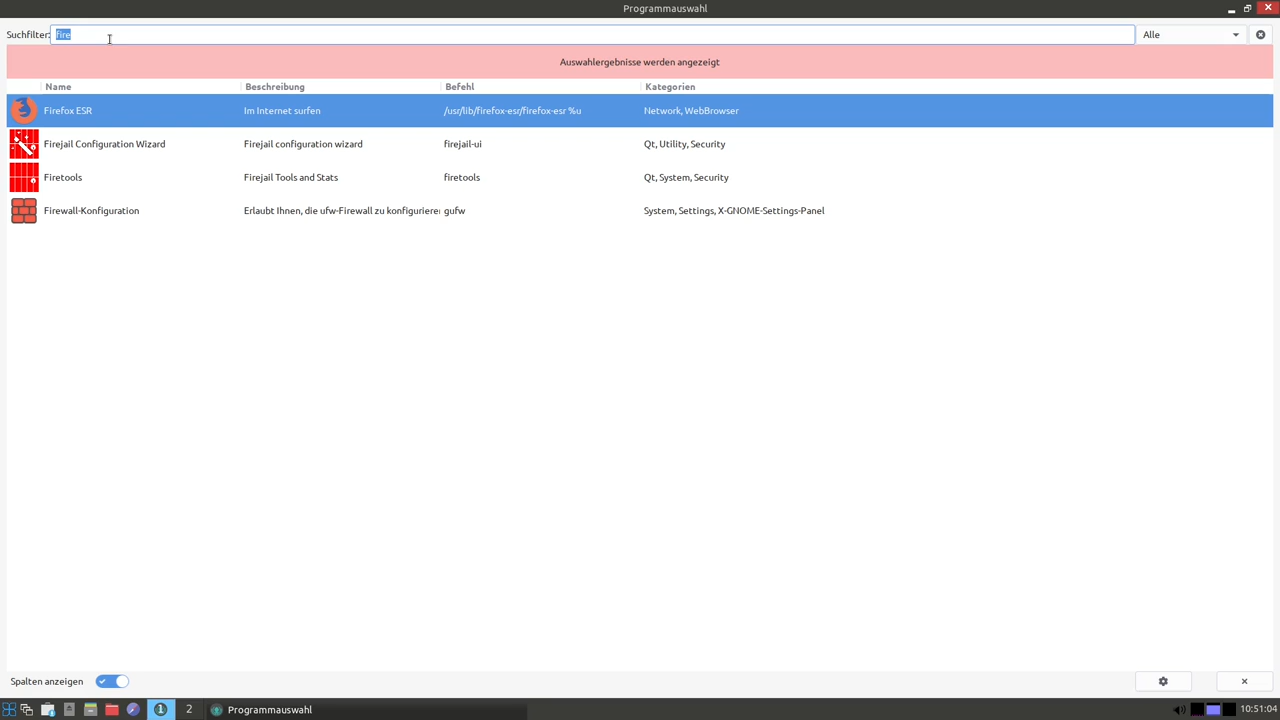 Programmauswahl
Suchfilter: fire Alle
Auswahlergebnisse werden angezeigt
Name Beschreibung Befehl Kategorien
Firefox ESR Im Internet surfen /usr/lib/firefox-esr/firefox-esr %u Network, WebBrowser
Firejail Configuration Wizard Firejail configuration wizard firejail-ui Qt, Utility, Security
Firetools Firejail Tools and Stats firetools Qt, System, Security
Firewall-Konfiguration Erlaubt Ihnen, die ufw-Firewall zu konfigurieren gufw System, Settings, X-GNOME-Settings-Panel
Spalten anzeigen
1 2 Programmauswahl 10:51:04